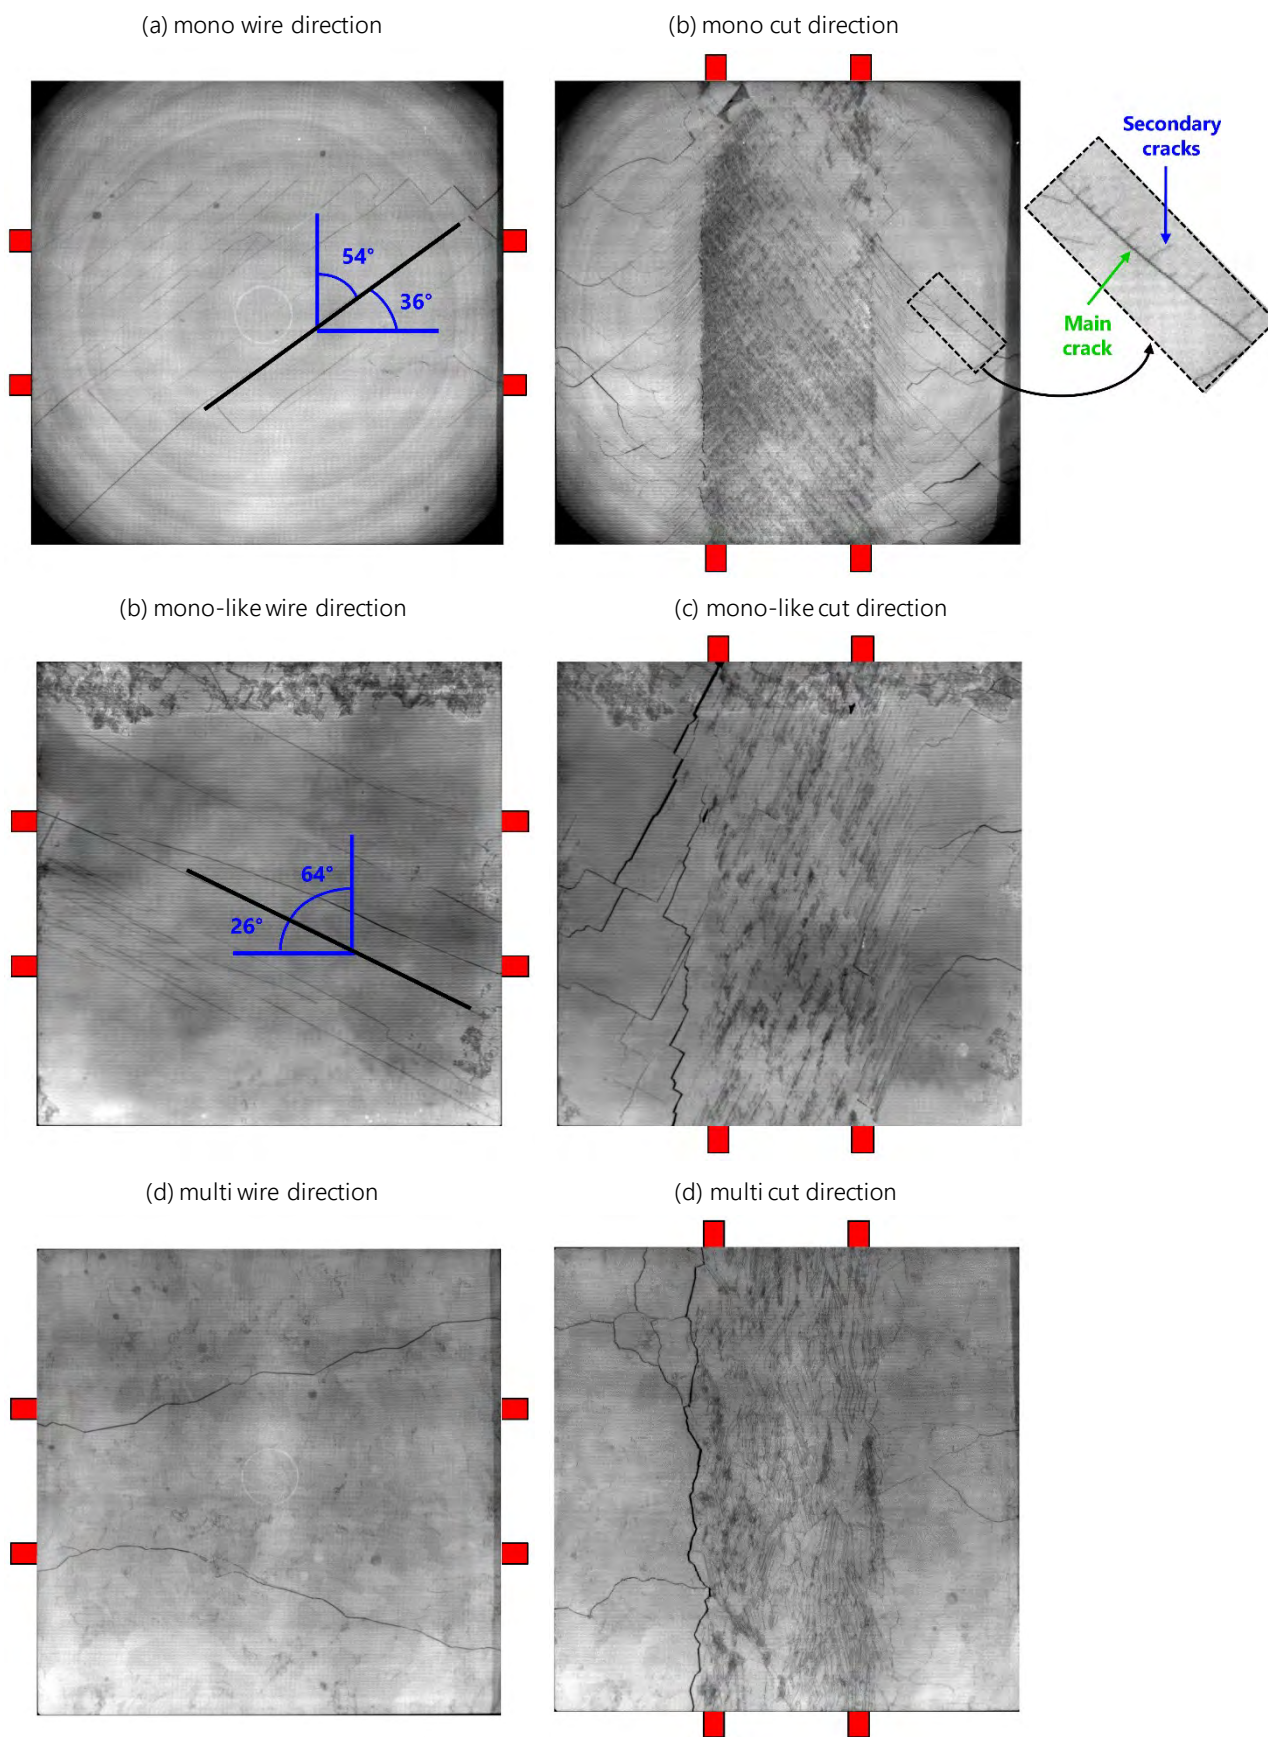 (a) mono wire direction
(b) mono cut direction
Secondary
cracks
54°
36°
Main
crack
(b) mono-like wire direction
(c) mono-like cut direction
64°
26°
(d) multi wire direction
(d) multi cut direction